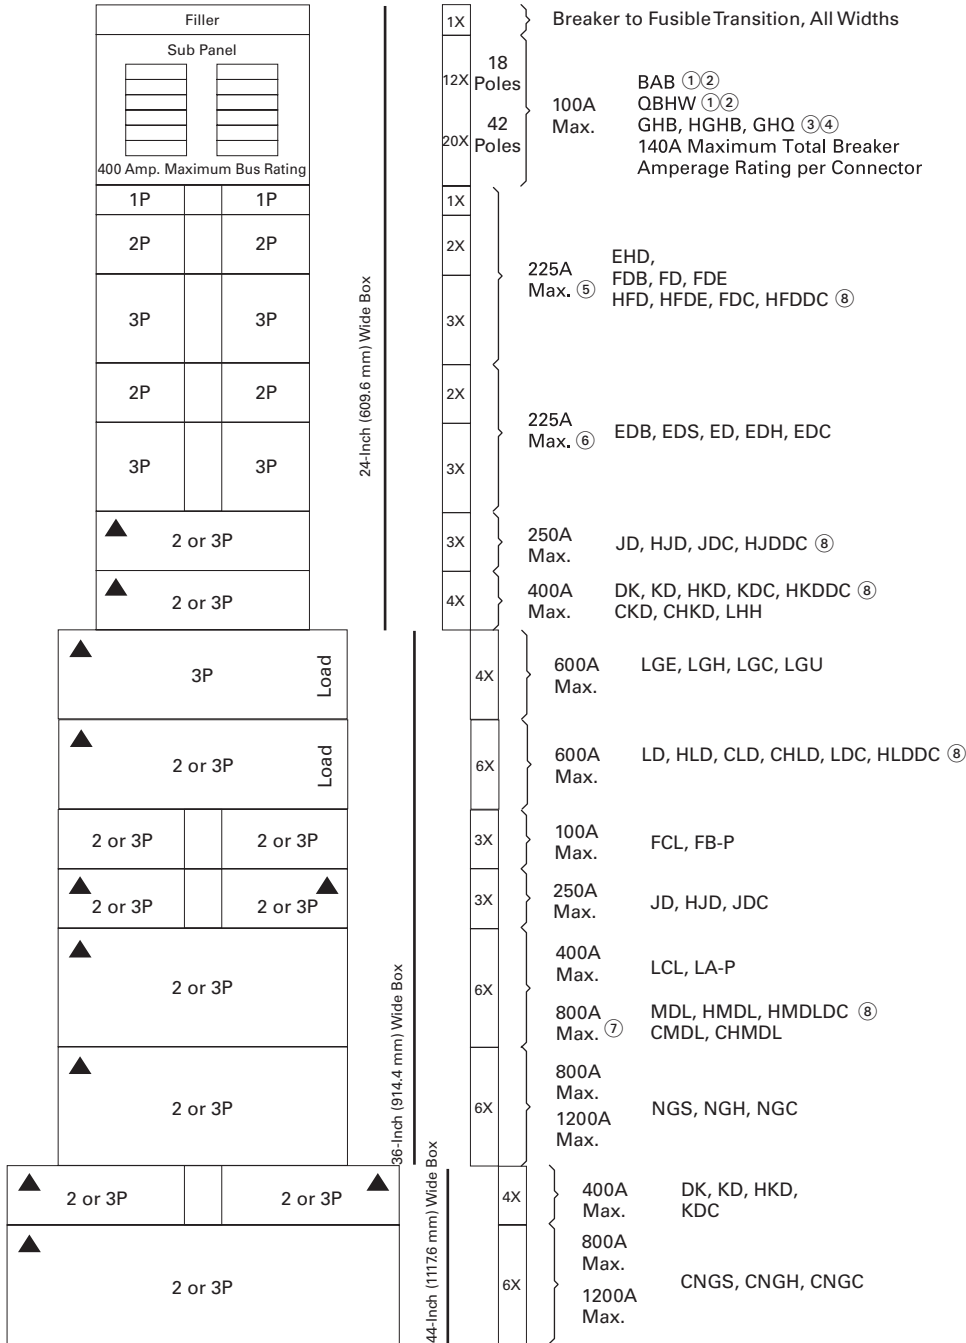 Filler
1X
Breaker to Fusible Transition, All Widths
Sub Panel
400 Amp. Maximum Bus Rating
12X
18
Poles
20X
42
Poles
100A
Max.
BAB ①②
QBHW ①②
GHB, HGHB, GHQ ③④
140A Maximum Total Breaker
Amperage Rating per Connector
1P
1P
1X
2P
2P
2X
3P
3P
3X
225A
Max. ⑤
EHD,
FDB, FD, FDE
HFD, HFDE, FDC, HFDDC ⑧
24-Inch (609.6 mm) Wide Box
2P
2P
2X
3P
3P
3X
225A
Max. ⑥
EDB, EDS, ED, EDH, EDC
2 or 3P
3X
250A
Max.
JD, HJD, JDC, HJDDC ⑧
2 or 3P
4X
400A
Max.
DK, KD, HKD, KDC, HKDDC ⑧
CKD, CHKD, LHH
3P
Load
4X
600A
Max.
LGE, LGH, LGC, LGU
2 or 3P
Load
6X
600A
Max.
LD, HLD, CLD, CHLD, LDC, HLDDC ⑧
2 or 3P
2 or 3P
3X
100A
Max.
FCL, FB-P
2 or 3P
2 or 3P
3X
250A
Max.
JD, HJD, JDC
2 or 3P
6X
400A
Max.
LCL, LA-P
800A
Max. ⑦
MDL, HMDL, HMDLDC ⑧
CMDL, CHMDL
36-Inch (914.4 mm) Wide Box
2 or 3P
6X
800A
Max.
1200A
Max.
NGS, NGH, NGC
2 or 3P
2 or 3P
4X
400A
Max.
DK, KD, HKD,
KDC
44-Inch (1117.6 mm) Wide Box
2 or 3P
6X
800A
Max.
1200A
Max.
CNGS, CNGH, CNGC